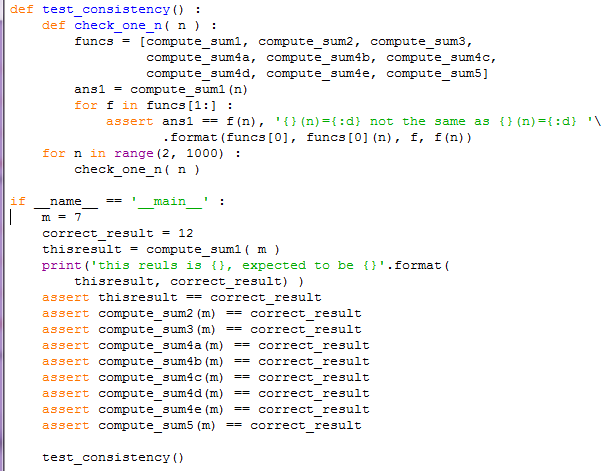 def test_consistency() :
    def check_one_n( n ) :
        funcs = [compute_sum1, compute_sum2, compute_sum3,
                 compute_sum4a, compute_sum4b, compute_sum4c,
                 compute_sum4d, compute_sum4e, compute_sum5]
        ans1 = compute_sum1(n)
        for f in funcs[1:] :
            assert ans1 == f(n), '{}(n)={:d} not the same as {}(n)={:d} '\
                   .format(funcs[0], funcs[0](n), f, f(n))
    for n in range(2, 1000) :
        check_one_n( n )

if __name__ == '__main__' :
    m = 7
    correct_result = 12
    thisresult = compute_sum1( m )
    print('this reuls is {}, expected to be {}'.format(
        thisresult, correct_result) )
    assert thisresult == correct_result
    assert compute_sum2(m) == correct_result
    assert compute_sum3(m) == correct_result
    assert compute_sum4a(m) == correct_result
    assert compute_sum4b(m) == correct_result
    assert compute_sum4c(m) == correct_result
    assert compute_sum4d(m) == correct_result
    assert compute_sum4e(m) == correct_result
    assert compute_sum5(m) == correct_result

    test_consistency()